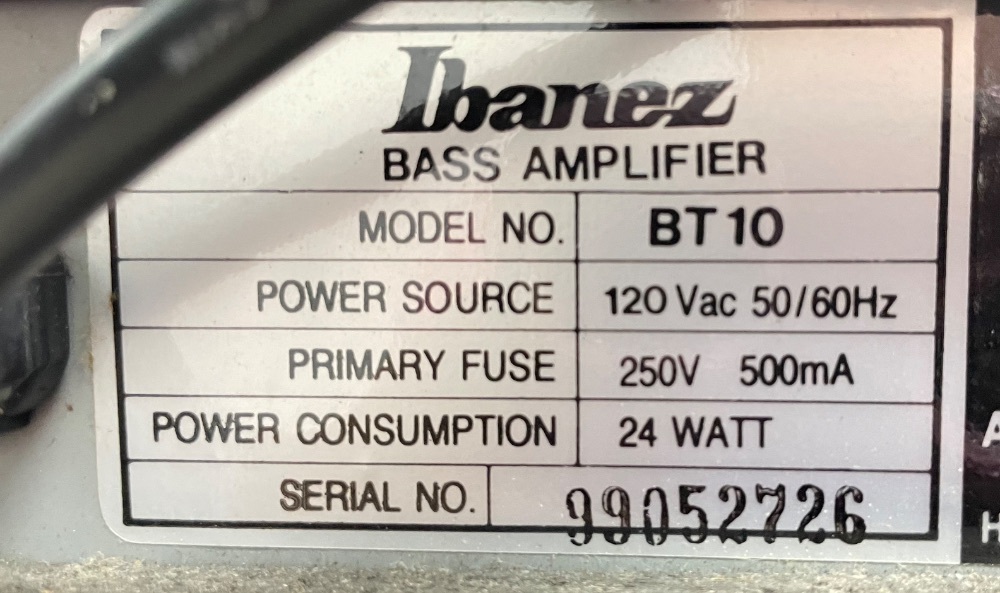 Ibanez
BASS AMPLIFIER
MODEL NO. BT10
POWER SOURCE 120 Vac 50/60Hz
PRIMARY FUSE 250V 500mA
POWER CONSUMPTION 24 WATT
SERIAL NO. 99052726
A
H